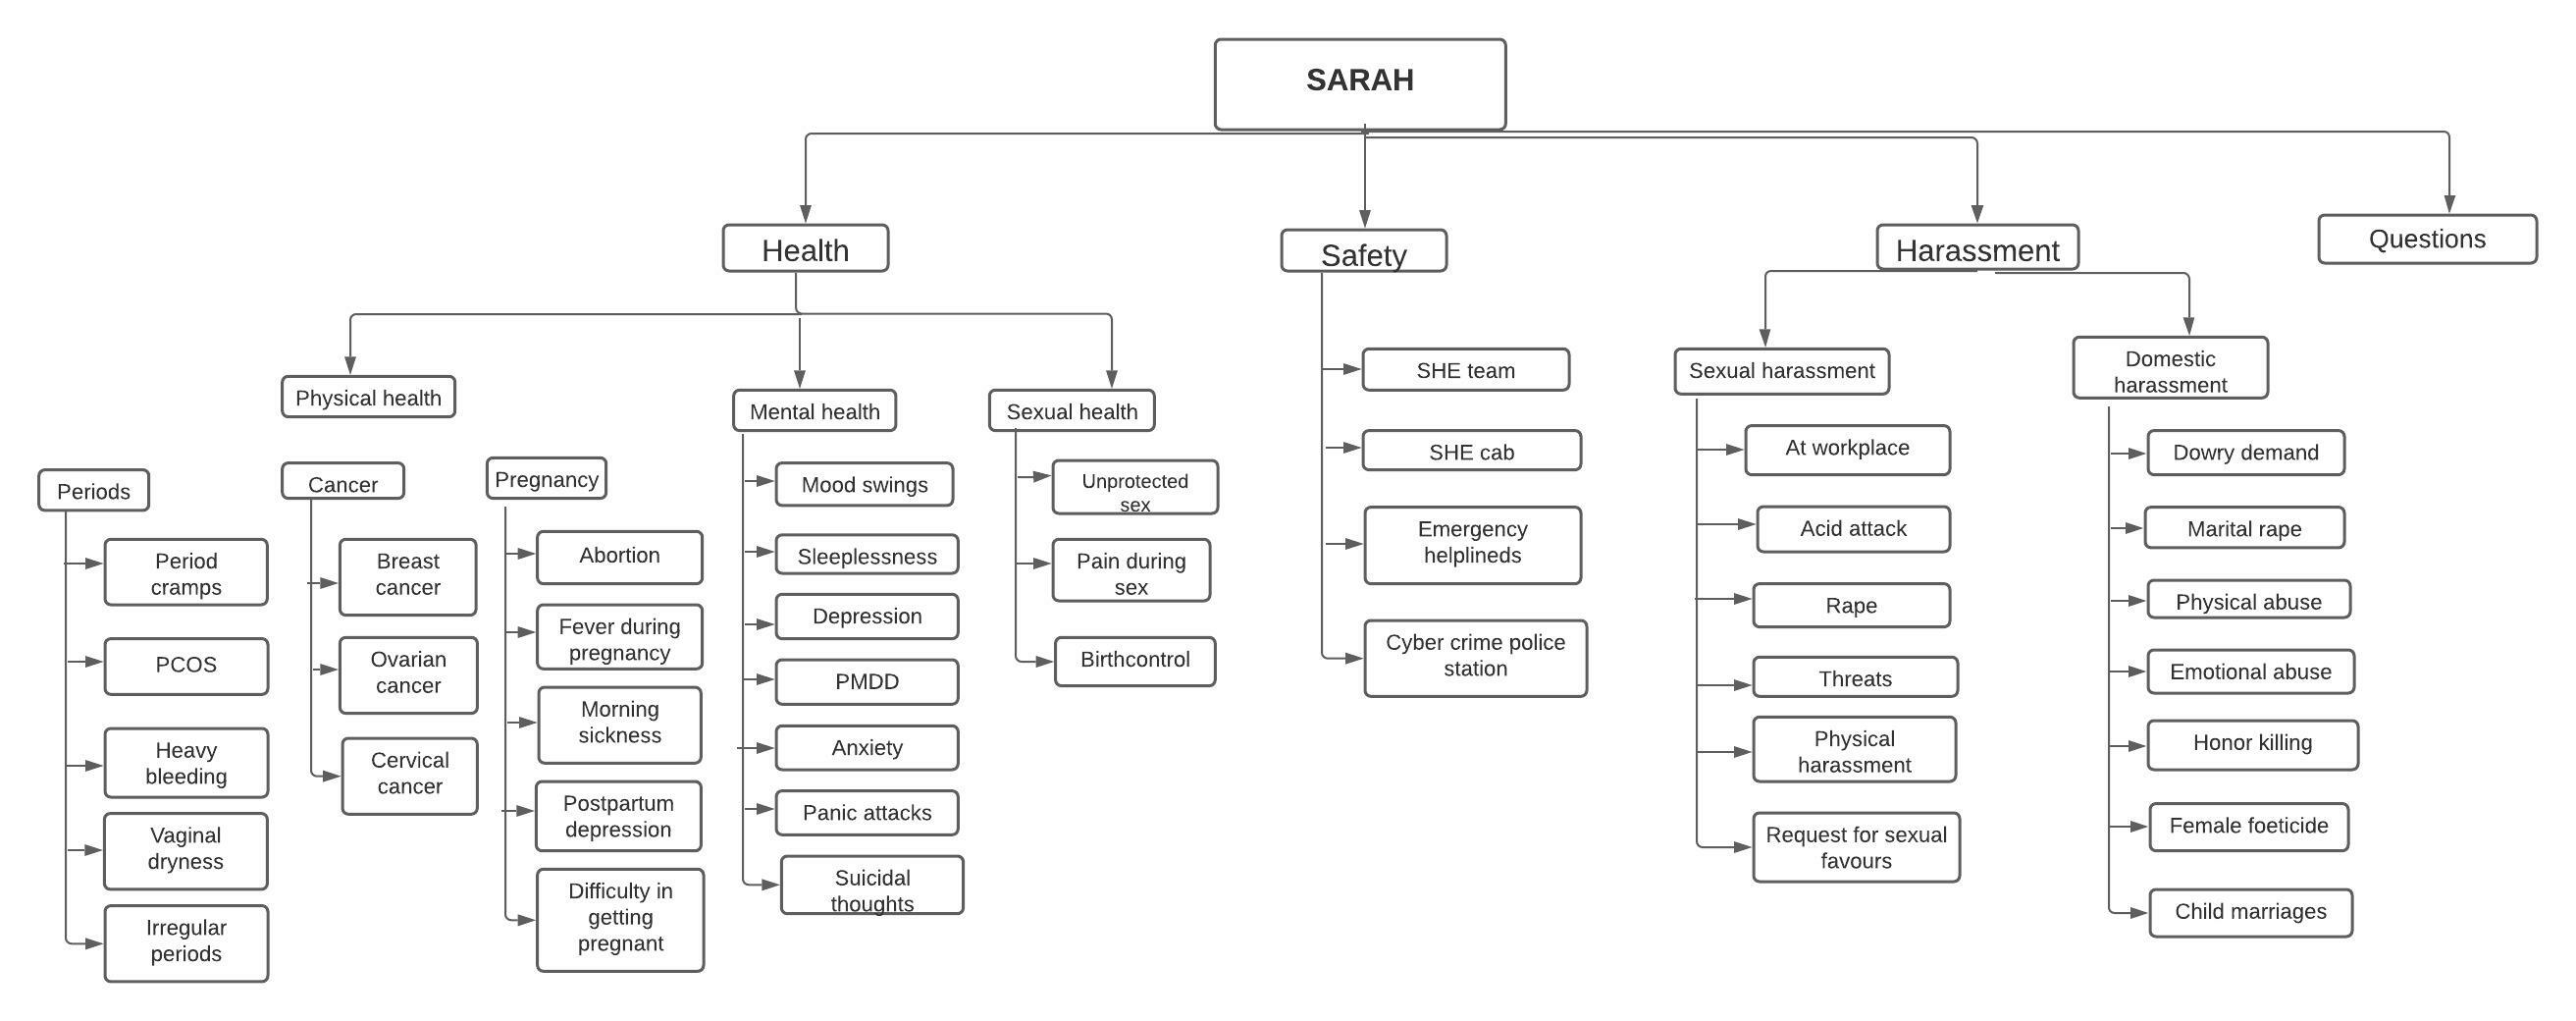 SARAH
Health
Safety
Harassment
Questions
Physical health
Mental health
Sexual health
Periods
Period
cramps
PCOS
Heavy
bleeding
Vaginal
dryness
Irregular
periods
Cancer
Breast
cancer
Ovarian
cancer
Cervical
cancer
Pregnancy
Abortion
Fever during
pregnancy
Morning
sickness
Postpartum
depression
Difficulty in
getting
pregnant
Mood swings
Sleeplessness
Depression
PMDD
Anxiety
Panic attacks
Suicidal
thoughts
Unprotected
sex
Pain during
sex
Birthcontrol
SHE team
SHE cab
Emergency
helplineds
Cyber crime police
station
Sexual harassment
At workplace
Acid attack
Rape
Threats
Physical
harassment
Request for sexual
favours
Domestic
harassment
Dowry demand
Marital rape
Physical abuse
Emotional abuse
Honor killing
Female foeticide
Child marriages